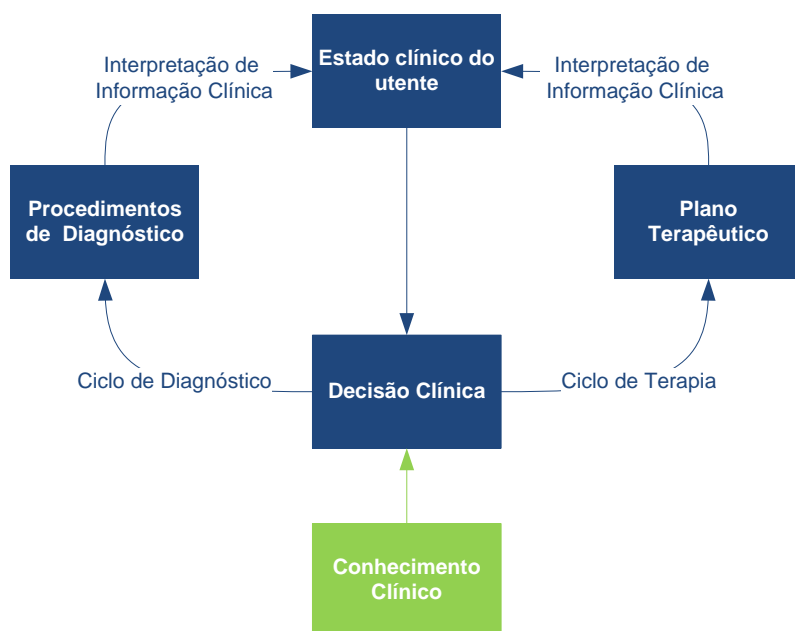 Estado clínico do
utente
Interpretação de
Informação Clínica
Interpretação de
Informação Clínica
Procedimentos
de Diagnóstico
Plano
Terapêutico
Ciclo de Diagnóstico
Decisão Clínica
Ciclo de Terapia
Conhecimento
Clínico